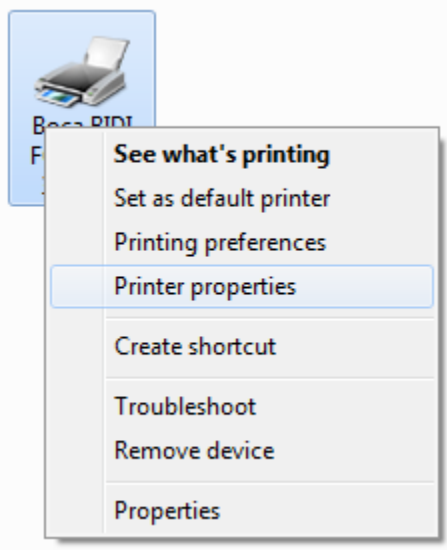 Boca BIDI
F
See what's printing
Set as default printer
Printing preferences
Printer properties
Create shortcut
Troubleshoot
Remove device
Properties